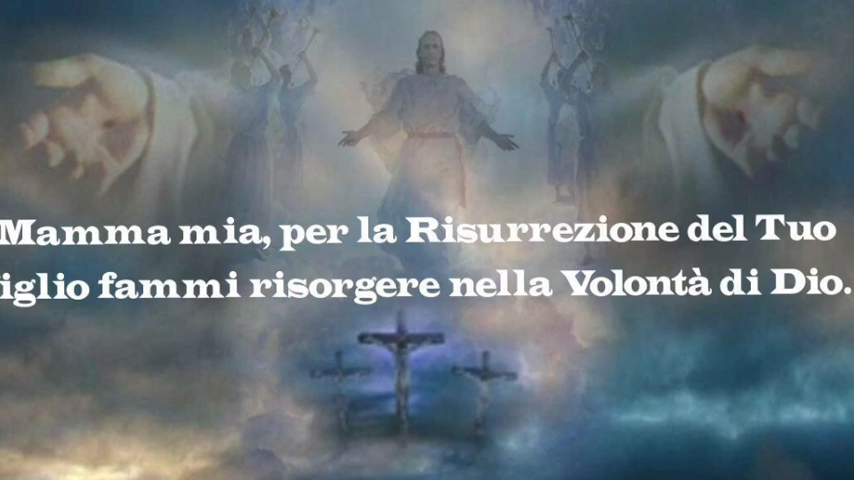 Mamma mia, per la Risurrezione del Tuo
iglio fammi risorgere nella Volontà di Dio.